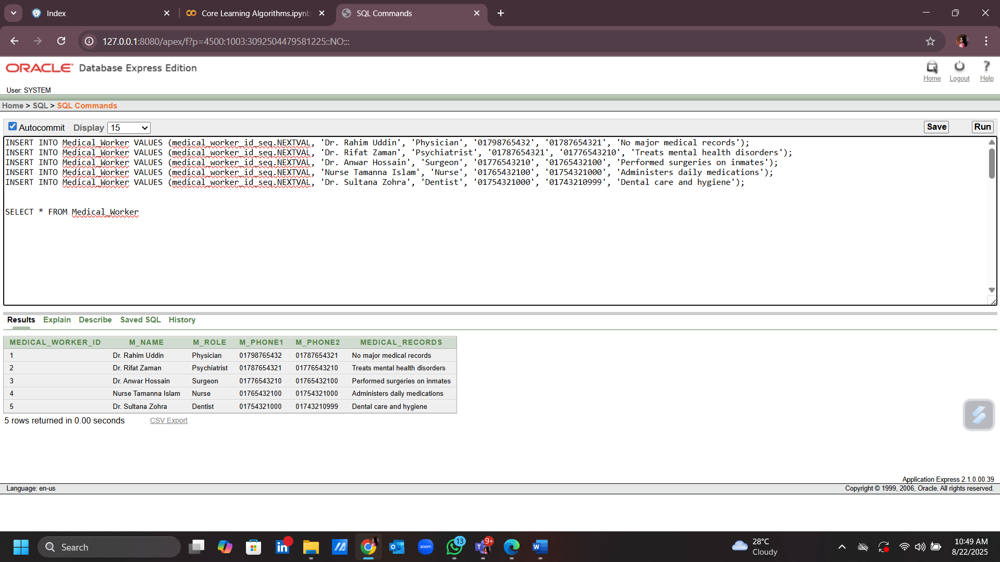 Index
Core Learning Algorithms.ipynb
SQL Commands
127.0.0.1:8080/apex/f?p=4500:1003:3092504479581225::NO:::
ORACLE Database Express Edition
Home Logout Help
User: SYSTEM
Home > SQL > SQL Commands
Autocommit Display 15 Save Run
INSERT INTO Medical_Worker VALUES (medical_worker_id_seq.NEXTVAL, 'Dr. Rahim Uddin', 'Physician', '01798765432', '01787654321', 'No major medical records');
INSERT INTO Medical_Worker VALUES (medical_worker_id_seq.NEXTVAL, 'Dr. Rifat Zaman', 'Psychiatrist', '01787654321', '01776543210', 'Treats mental health disorders');
INSERT INTO Medical_Worker VALUES (medical_worker_id_seq.NEXTVAL, 'Dr. Anwar Hossain', 'Surgeon', '01776543210', '01765432100', 'Performed surgeries on inmates');
INSERT INTO Medical_Worker VALUES (medical_worker_id_seq.NEXTVAL, 'Nurse Tamanna Islam', 'Nurse', '01765432100', '01754321000', 'Administers daily medications');
INSERT INTO Medical_Worker VALUES (medical_worker_id_seq.NEXTVAL, 'Dr. Sultana Zohra', 'Dentist', '01754321000', '01743210999', 'Dental care and hygiene');
SELECT * FROM Medical_Worker
Results Explain Describe Saved SQL History
MEDICAL_WORKER_ID M_NAME M_ROLE M_PHONE1 M_PHONE2 MEDICAL_RECORDS
1 Dr. Rahim Uddin Physician 01798765432 01787654321 No major medical records
2 Dr. Rifat Zaman Psychiatrist 01787654321 01776543210 Treats mental health disorders
3 Dr. Anwar Hossain Surgeon 01776543210 01765432100 Performed surgeries on inmates
4 Nurse Tamanna Islam Nurse 01765432100 01754321000 Administers daily medications
5 Dr. Sultana Zohra Dentist 01754321000 01743210999 Dental care and hygiene
5 rows returned in 0.00 seconds CSV Export
Application Express 2.1.0.00.39
Language: en-us Copyright © 1999, 2006, Oracle. All rights reserved.
Search
in
zoom
13
9+
28°C
Cloudy
10:49 AM
8/22/2025